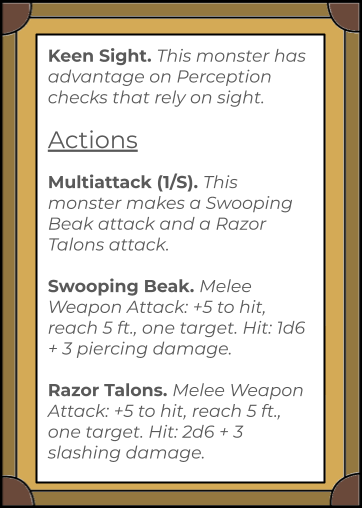 Keen Sight. This monster has
advantage on Perception
checks that rely on sight.
Actions
Multiattack (1/S). This
monster makes a Swooping
Beak attack and a Razor
Talons attack.
Swooping Beak. Melee
Weapon Attack: +5 to hit,
reach 5 ft., one target. Hit: 1d6
+ 3 piercing damage.
Razor Talons. Melee Weapon
Attack: +5 to hit, reach 5 ft.,
one target. Hit: 2d6 + 3
slashing damage.